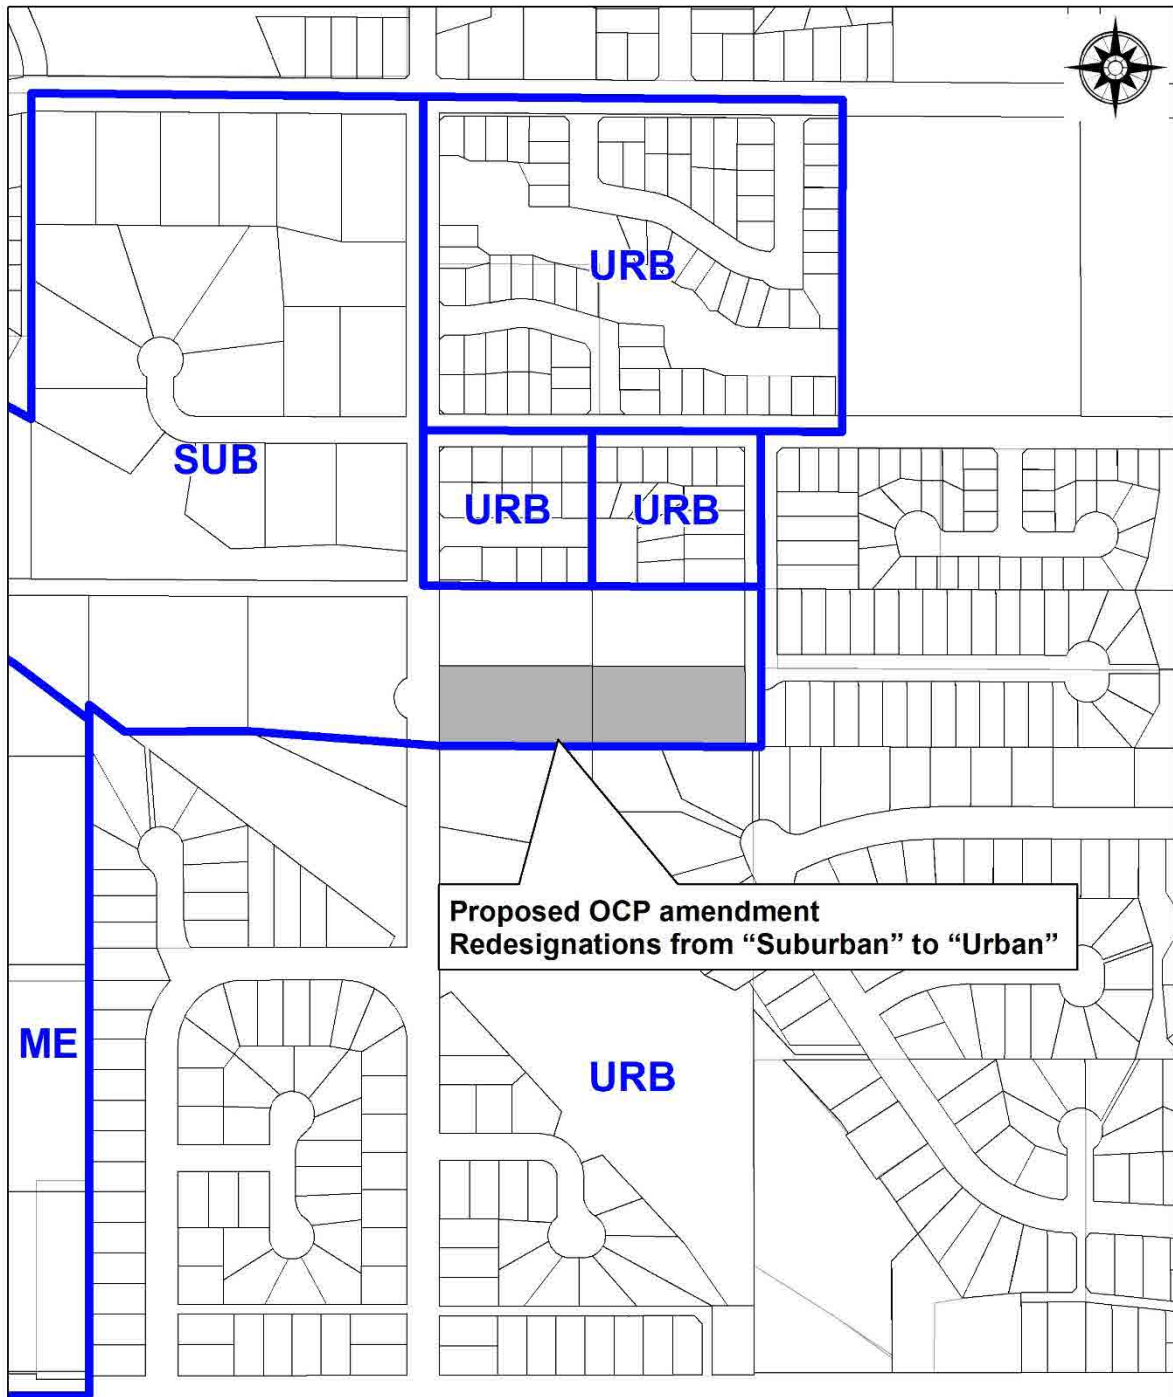 URB
SUB
URB
URB
Proposed OCP amendment
Redesignations from “Suburban” to “Urban”
ME
URB